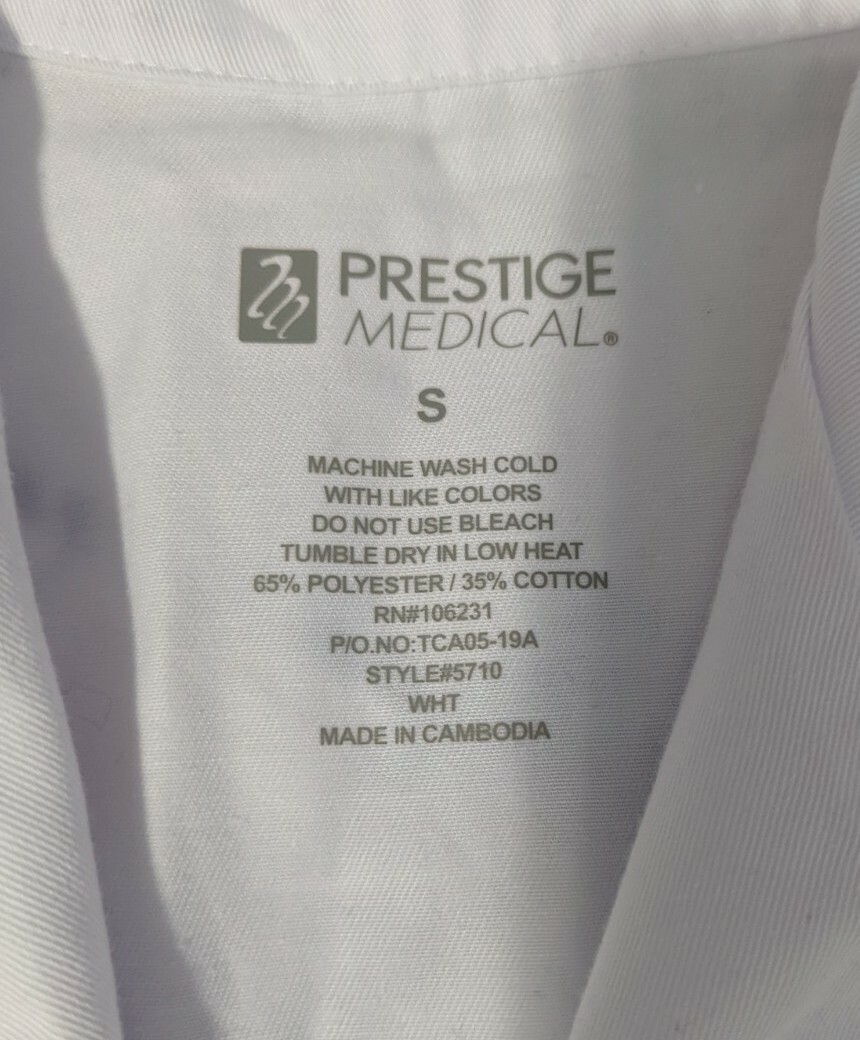 PRESTIGE
MEDICAL®
S
MACHINE WASH COLD
WITH LIKE COLORS
DO NOT USE BLEACH
TUMBLE DRY IN LOW HEAT
65% POLYESTER / 35% COTTON
RN#106231
P/O.NO:TCA05-19A
STYLE#5710
WHT
MADE IN CAMBODIA